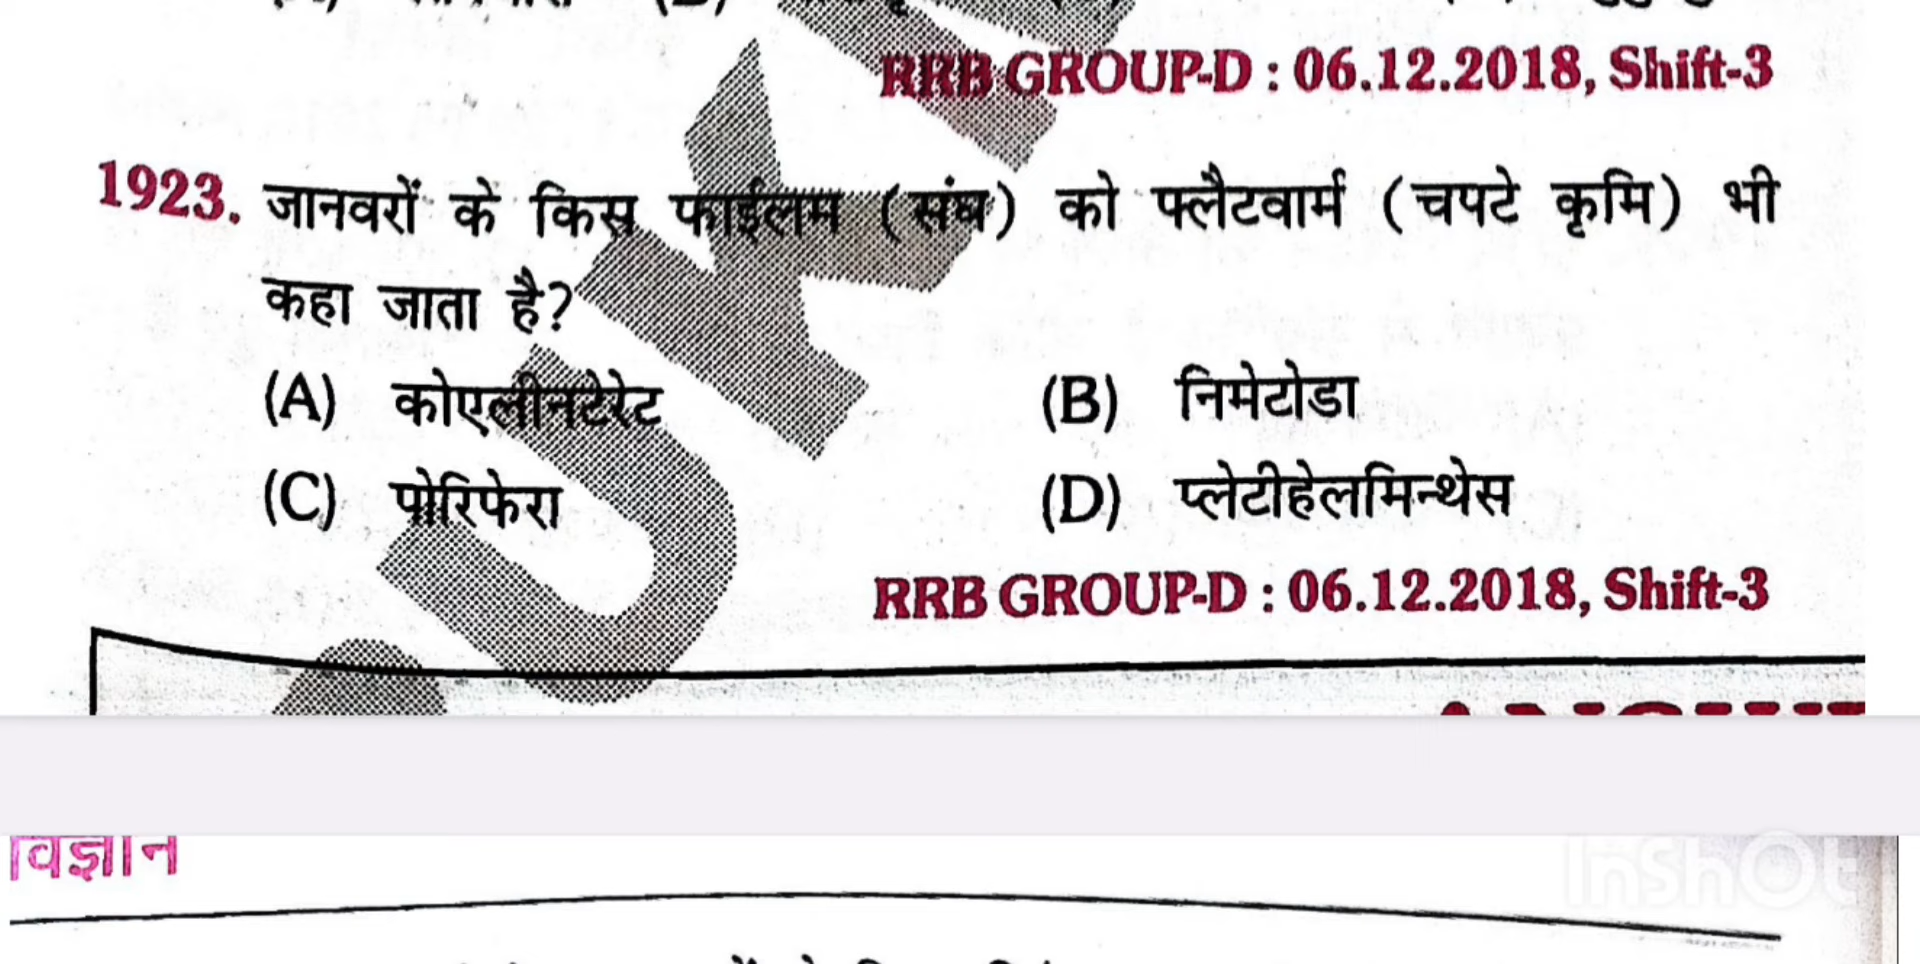 RRB GROUP-D : 06.12.2018, Shift-3
1923. जानवरों के किस फाईलम (संघ) को फ्लैटवार्म (चपटे कृमि) भी
कहा जाता है?
(A) कोएलीनटेरेट (B) निमेटोडा
(C) पोरिफेरा (D) प्लेटीहेलमिन्थेस
RRB GROUP-D : 06.12.2018, Shift-3
विज्ञान
InShOt